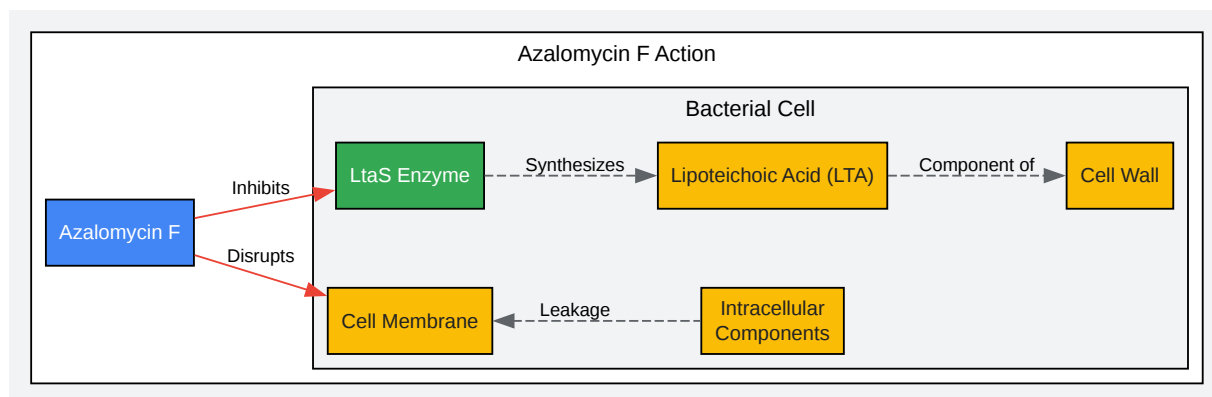 Azalomycin F Action
Bacterial Cell
LtaS Enzyme
Synthesizes
Lipoteichoic Acid (LTA)
Component of
Cell Wall
Inhibits
Azalomycin F
Disrupts
Cell Membrane
Leakage
Intracellular
Components